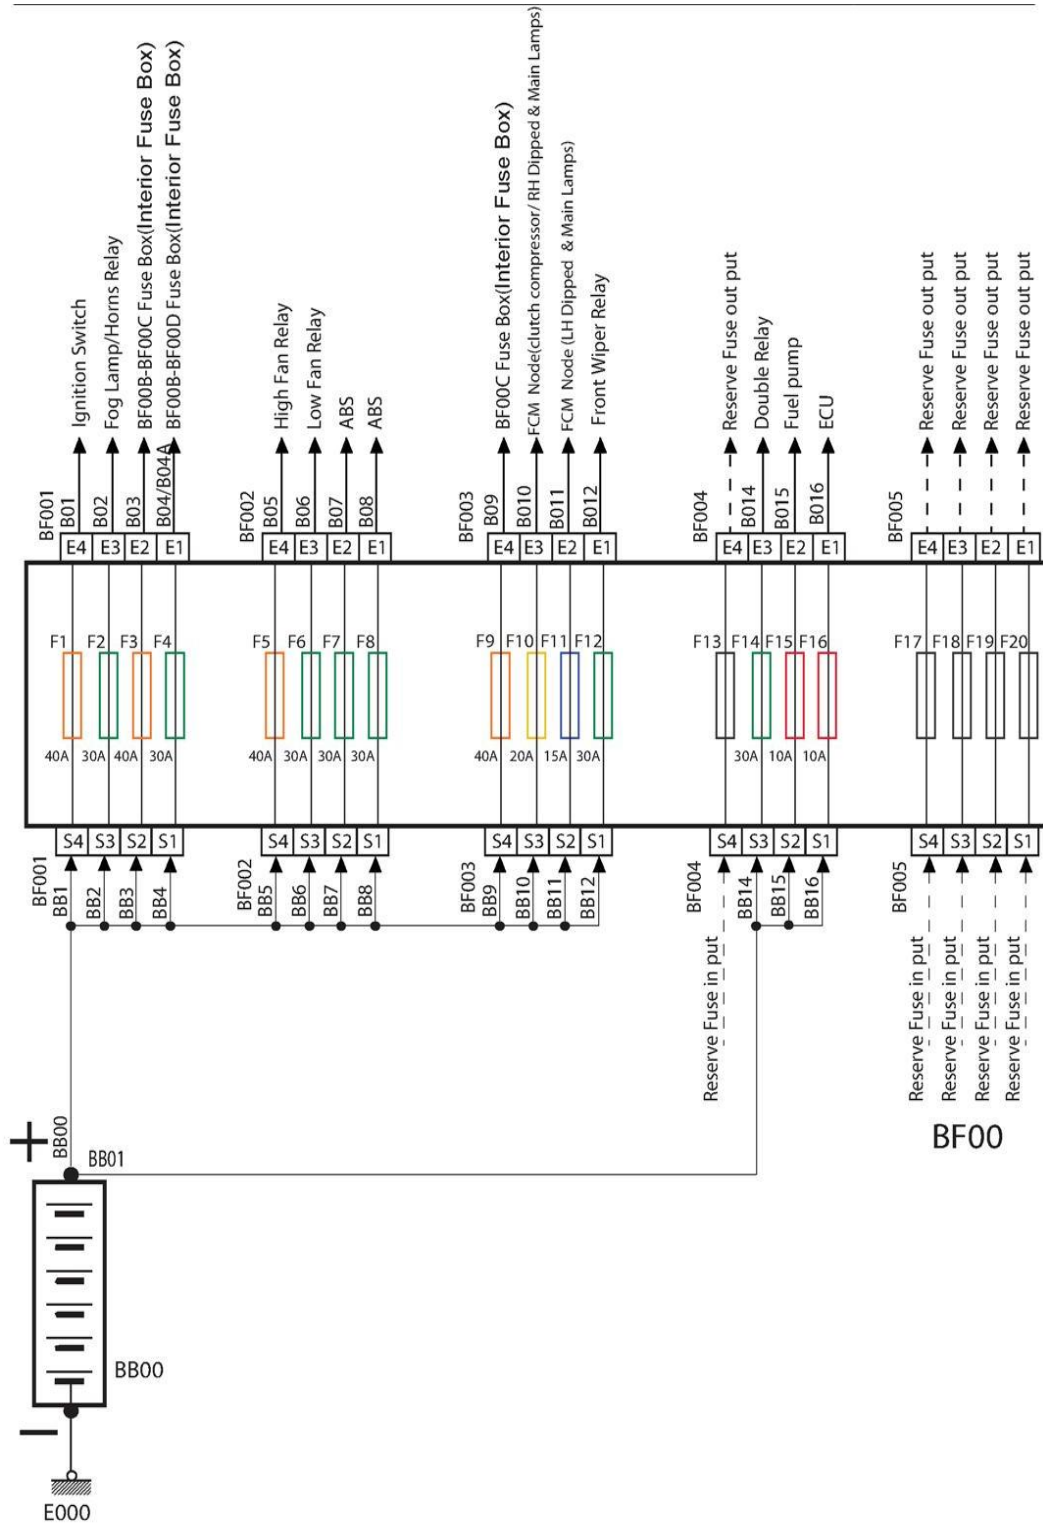 Ignition Switch
Fog Lamp/Horns Relay
BF00B-BF00C Fuse Box(Interior Fuse Box)
BF00B-BF00D Fuse Box(Interior Fuse Box)
High Fan Relay
Low Fan Relay
ABS
ABS
BF00C Fuse Box(Interior Fuse Box)
FCM Node(clutch compressor/ RH Dipped & Main Lamps)
FCM Node (LH Dipped & Main Lamps)
Front Wiper Relay
Reserve Fuse out put
Double Relay
Fuel pump
ECU
Reserve Fuse out put
Reserve Fuse out put
Reserve Fuse out put
Reserve Fuse out put
BF001 B01 B02 B03 B04/B04A
BF002 B05 B06 B07 B08
BF003 B09 B010 B011 B012
BF004 B014 B015 B016
BF005
E4 E3 E2 E1
E4 E3 E2 E1
E4 E3 E2 E1
E4 E3 E2 E1
E4 E3 E2 E1
F1 F2 F3 F4
F5 F6 F7 F8
F9 F10 F11 F12
F13 F14 F15 F16
F17 F18 F19 F20
40A 30A 40A 30A
40A 30A 30A 30A
40A 20A 15A 30A
30A 10A 10A
S4 S3 S2 S1
S4 S3 S2 S1
S4 S3 S2 S1
S4 S3 S2 S1
S4 S3 S2 S1
BF001 BB1 BB2 BB3 BB4
BF002 BB5 BB6 BB7 BB8
BF003 BB9 BB10 BB11 BB12
BF004 BB14 BB15 BB16
BF005
Reserve Fuse in put
Reserve Fuse in put
Reserve Fuse in put
Reserve Fuse in put
Reserve Fuse in put
BF00
+
BB00
BB01
BB00
−
E000